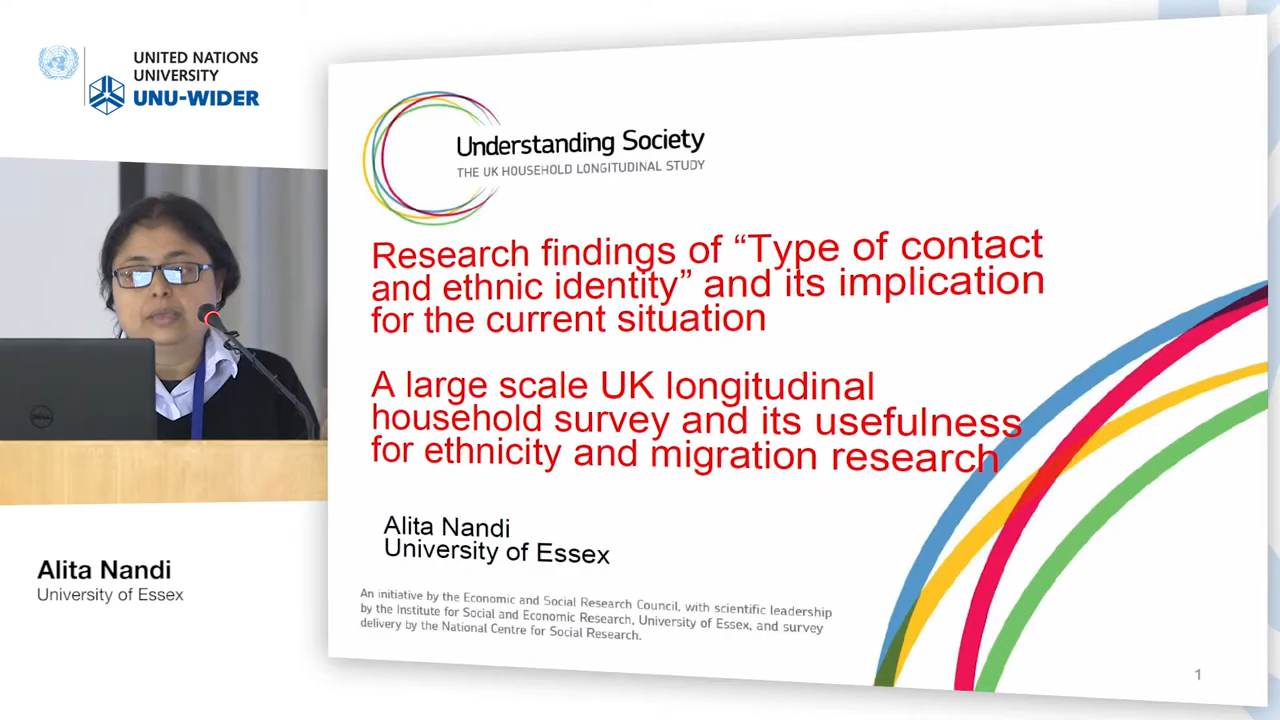 UNITED NATIONS
UNIVERSITY
UNU-WIDER
Understanding Society
THE UK HOUSEHOLD LONGITUDINAL STUDY
Research findings of “Type of contact
and ethnic identity” and its implication
for the current situation
A large scale UK longitudinal
household survey and its usefulness
for ethnicity and migration research
Alita Nandi
University of Essex
An initiative by the Economic and Social Research Council, with scientific leadership
by the Institute for Social and Economic Research, University of Essex, and survey
delivery by the National Centre for Social Research.
1
DELL
Alita Nandi
University of Essex